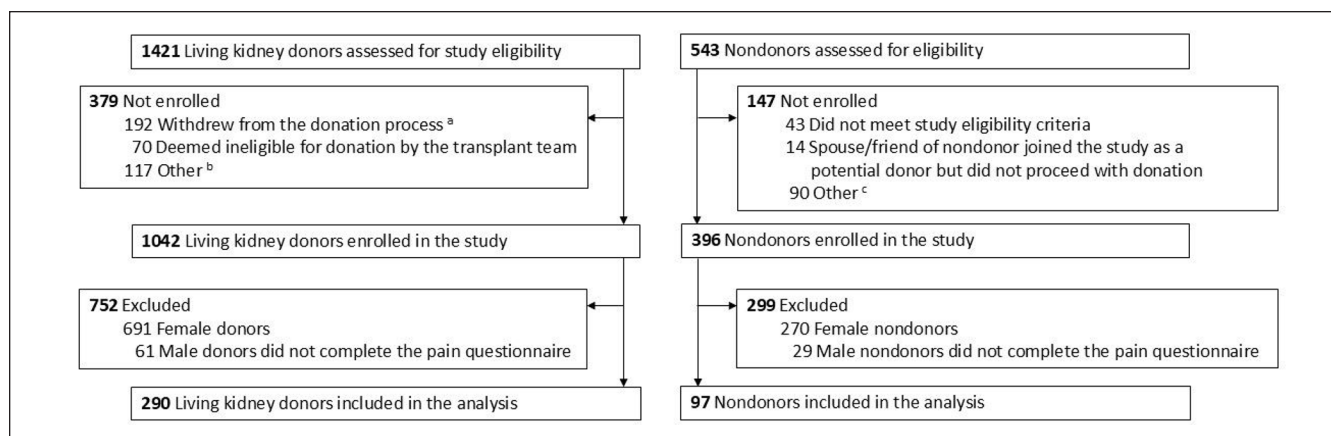 1421 Living kidney donors assessed for study eligibility
379 Not enrolled
192 Withdrew from the donation process a
70 Deemed ineligible for donation by the transplant team
117 Other b
1042 Living kidney donors enrolled in the study
752 Excluded
691 Female donors
61 Male donors did not complete the pain questionnaire
290 Living kidney donors included in the analysis
543 Nondonors assessed for eligibility
147 Not enrolled
43 Did not meet study eligibility criteria
14 Spouse/friend of nondonor joined the study as a
potential donor but did not proceed with donation
90 Other c
396 Nondonors enrolled in the study
299 Excluded
270 Female nondonors
29 Male nondonors did not complete the pain questionnaire
97 Nondonors included in the analysis